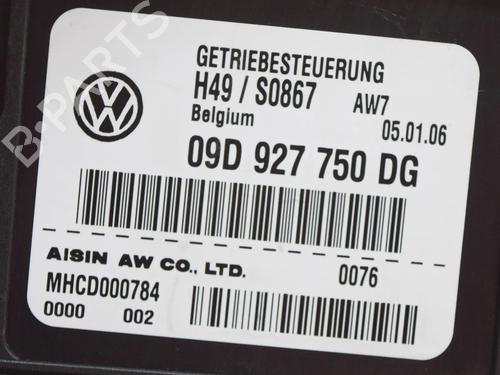 B-PARTS
GETRIEBESTEUERUNG
H49 / S0867 AW7
Belgium 05.01.06
09D 927 750 DG
AISIN AW CO., LTD. 0076
MHCD000784
0000 002